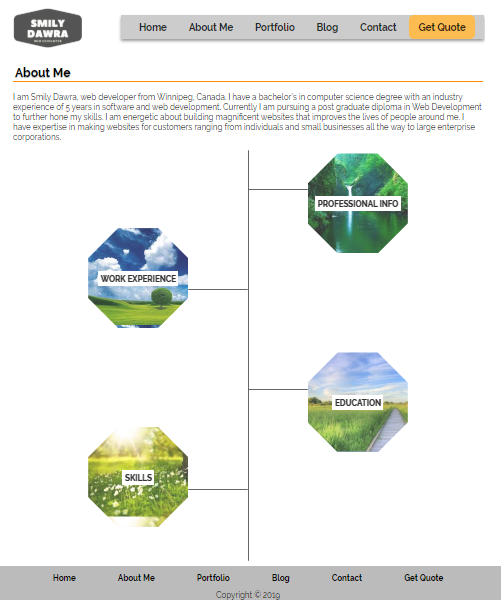 SMILY
DAWRA
Home About Me Portfolio Blog Contact Get Quote
About Me
I am Smily Dawra, web developer from Winnipeg, Canada. I have a bachelor's in computer science degree with an industry
experience of 5 years in software and web development. Currently I am pursuing a post graduate diploma in Web Development
to further hone my skills. I am energetic about building magnificent websites that improves the lives of people around me. I
have expertise in making websites for customers ranging from individuals and small businesses all the way to large enterprise
corporations.
PROFESSIONAL INFO
WORK EXPERIENCE
EDUCATION
SKILLS
Home About Me Portfolio Blog Contact Get Quote
Copyright © 2019